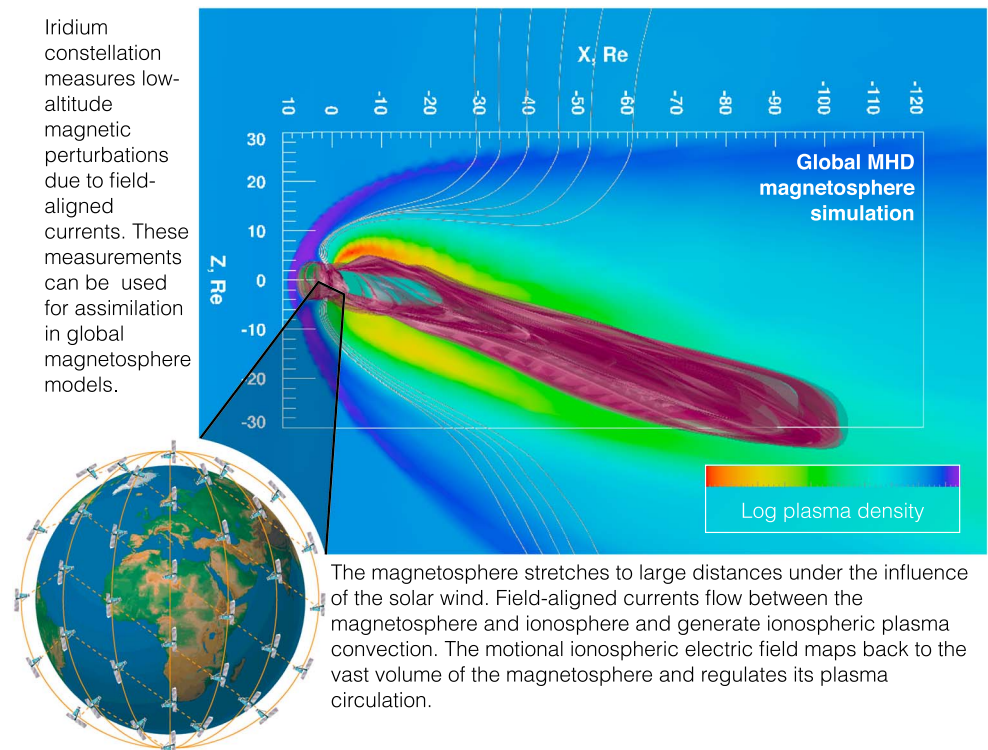 Iridium
constellation
measures low-
altitude
magnetic
perturbations
due to field-
aligned
currents. These
measurements
can be  used
for assimilation
in global
magnetosphere
models.
X, Re
10 0 -10 -20 -30 -40 -50 -60 -70 -80 -90 -100 -110 -120
Global MHD
magnetosphere
simulation
Z, Re
30
20
10
0
-10
-20
-30
Log plasma density
The magnetosphere stretches to large distances under the influence
of the solar wind. Field-aligned currents flow between the
magnetosphere and ionosphere and generate ionospheric plasma
convection. The motional ionospheric electric field maps back to the
vast volume of the magnetosphere and regulates its plasma
circulation.